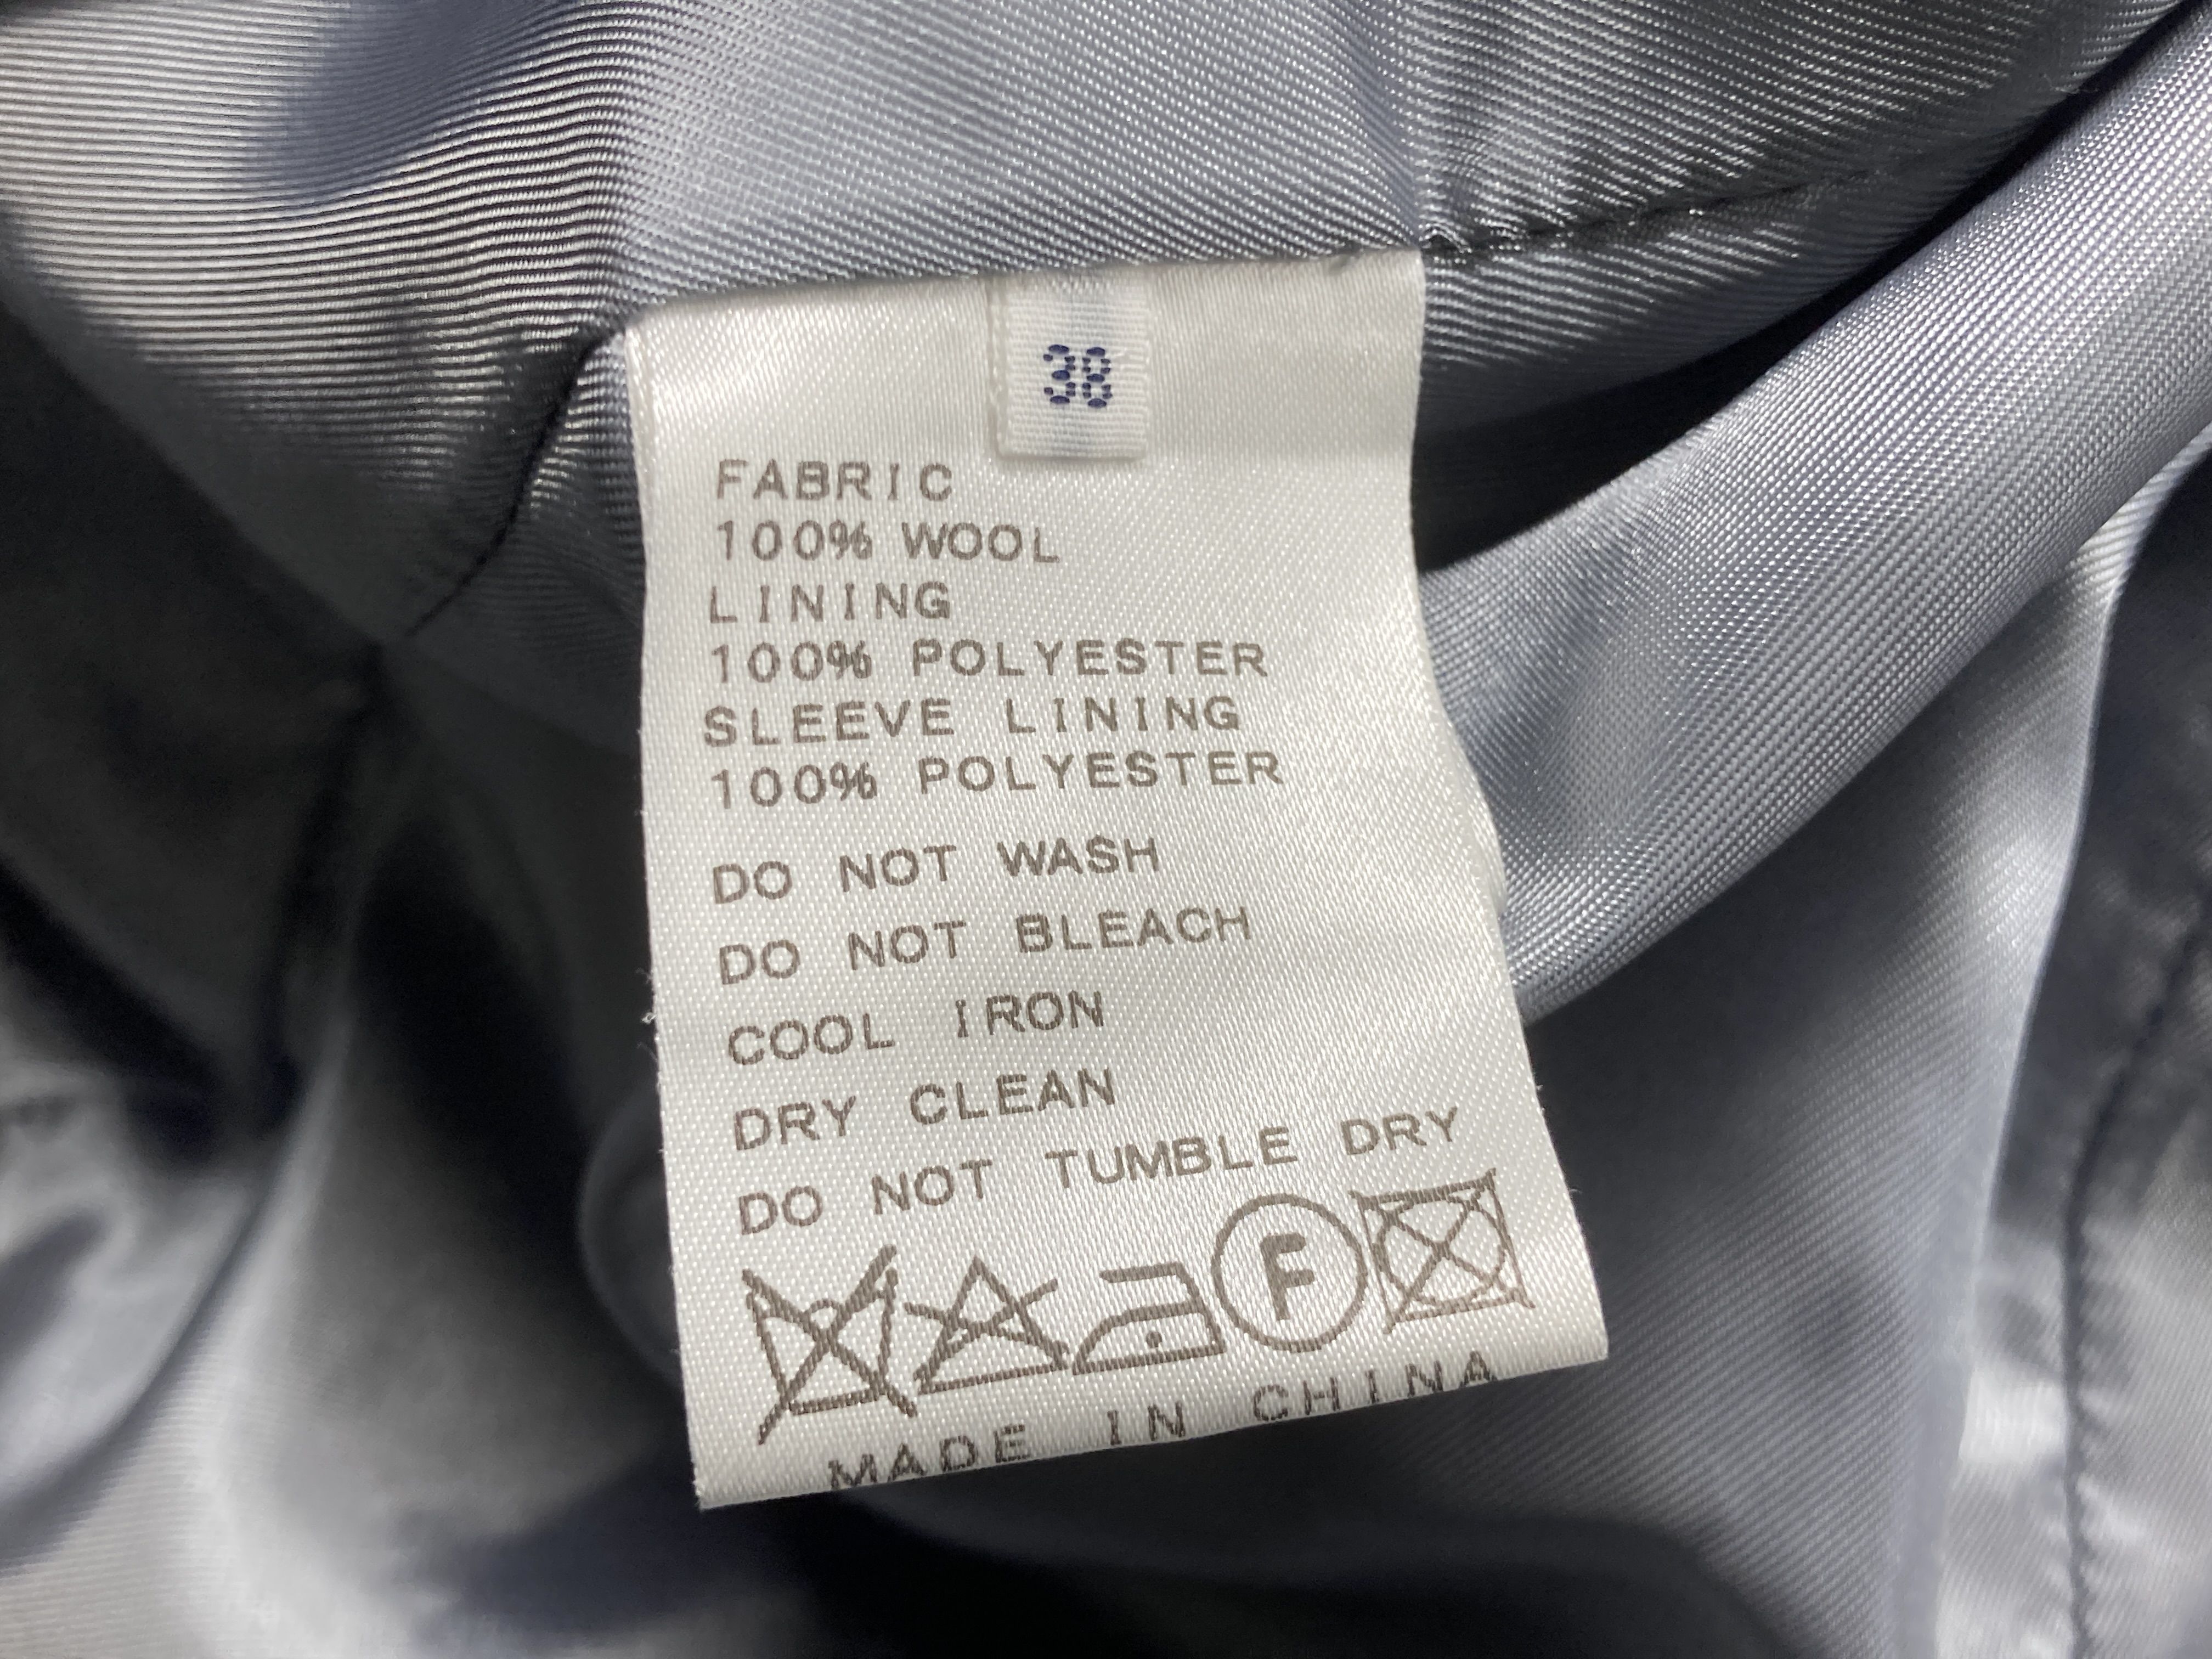 38
FABRIC
100% WOOL
LINING
100% POLYESTER
SLEEVE LINING
100% POLYESTER
DO NOT WASH
DO NOT BLEACH
COOL IRON
DRY CLEAN
DO NOT TUMBLE DRY
F
MADE IN CHINA